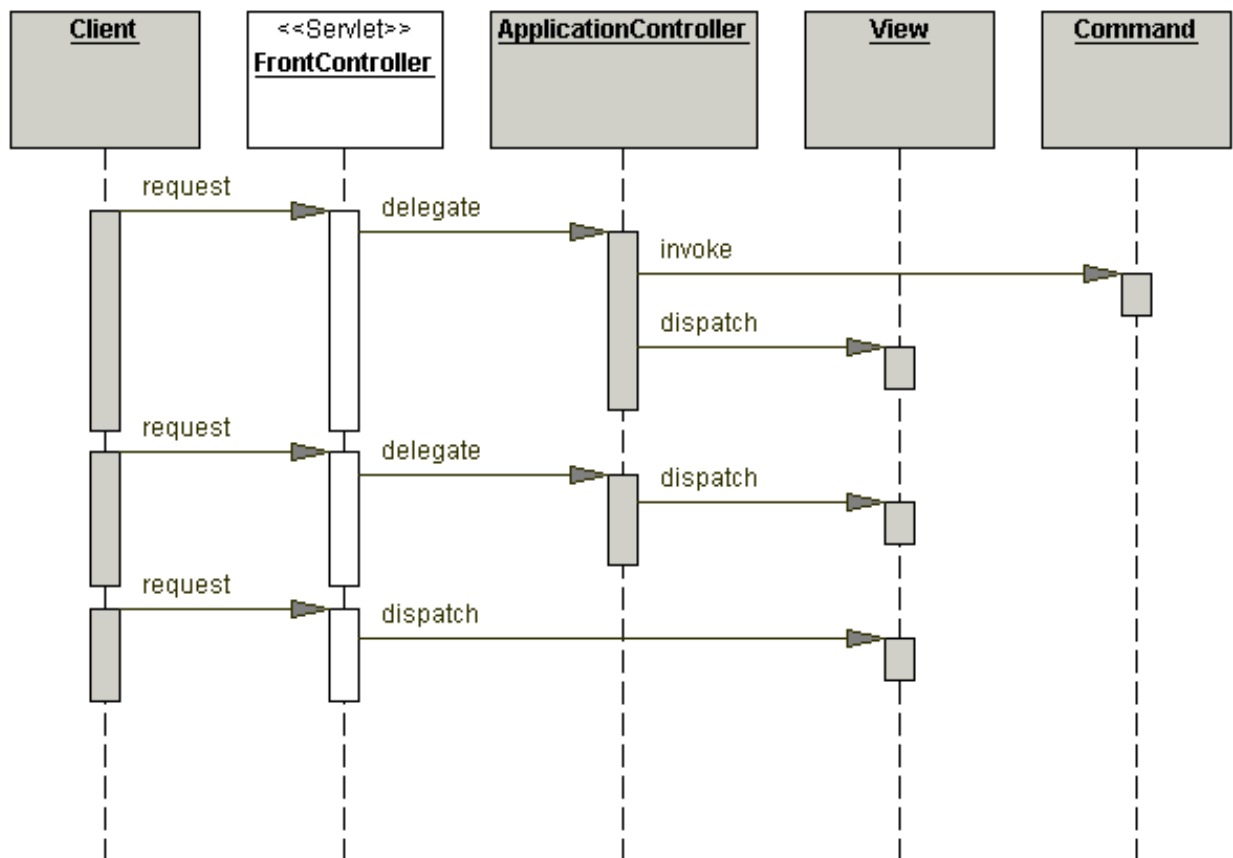 Client
<<Servlet>>
FrontController
ApplicationController
View
Command
request
delegate
invoke
dispatch
request
delegate
dispatch
request
dispatch